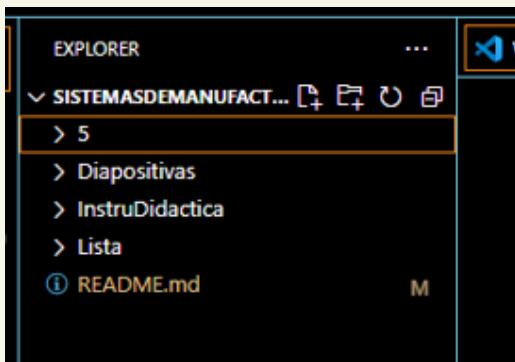 EXPLORER ...
SISTEMASDEMANUFACT...
5
Diapositivas
InstruDidactica
Lista
README.md M